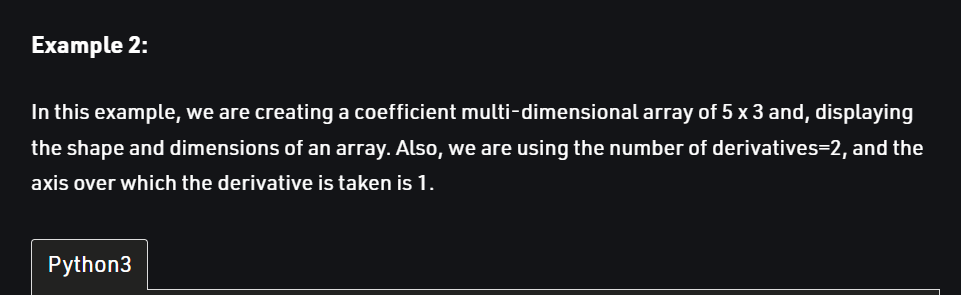 Example 2:
In this example, we are creating a coefficient multi-dimensional array of 5 x 3 and, displaying
the shape and dimensions of an array. Also, we are using the number of derivatives=2, and the
axis over which the derivative is taken is 1.
Python3